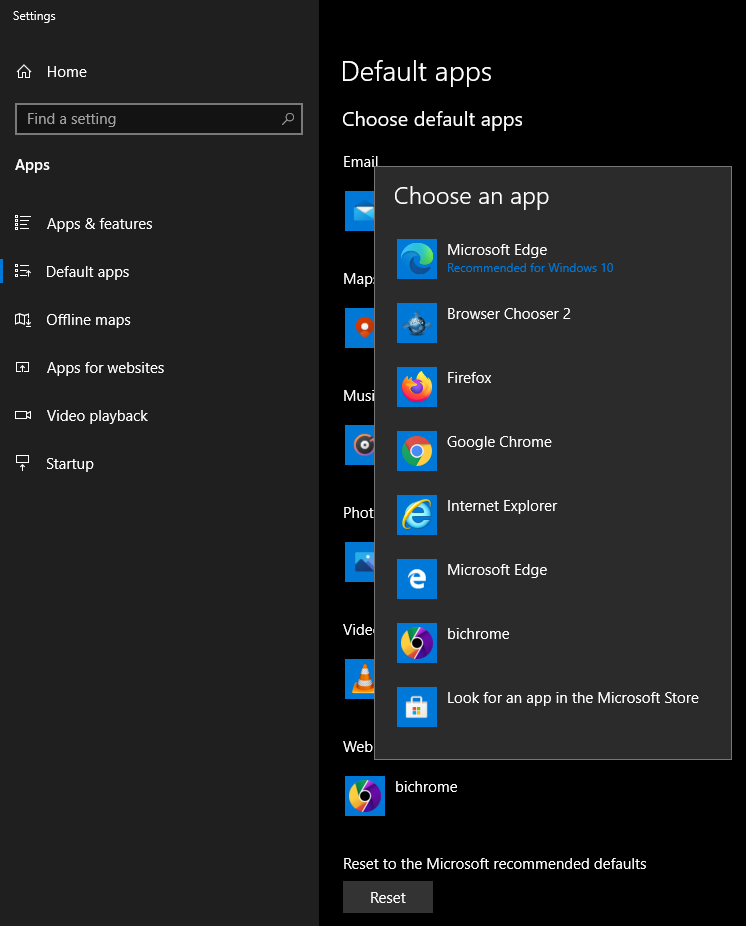 Settings
Home
Find a setting
Apps
Apps & features
Default apps
Offline maps
Apps for websites
Video playback
Startup
Default apps
Choose default apps
Email
Maps
Musi
Phot
Vide
Web
Choose an app
Microsoft Edge
Recommended for Windows 10
Browser Chooser 2
Firefox
Google Chrome
Internet Explorer
Microsoft Edge
bichrome
Look for an app in the Microsoft Store
bichrome
Reset to the Microsoft recommended defaults
Reset